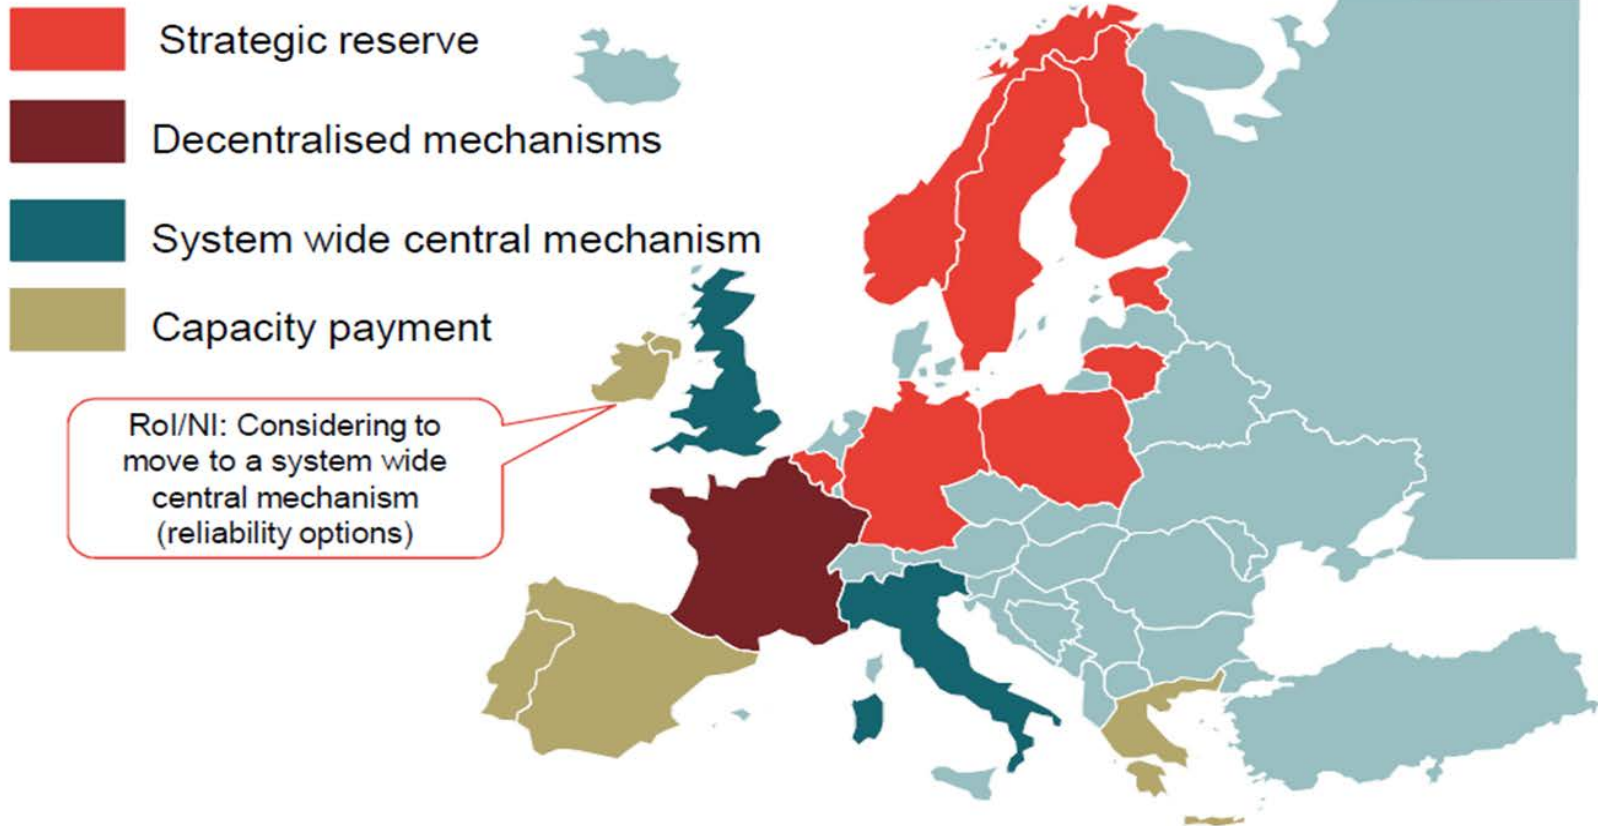 Strategic reserve
Decentralised mechanisms
System wide central mechanism
Capacity payment
RoI/NI: Considering to
move to a system wide
central mechanism
(reliability options)